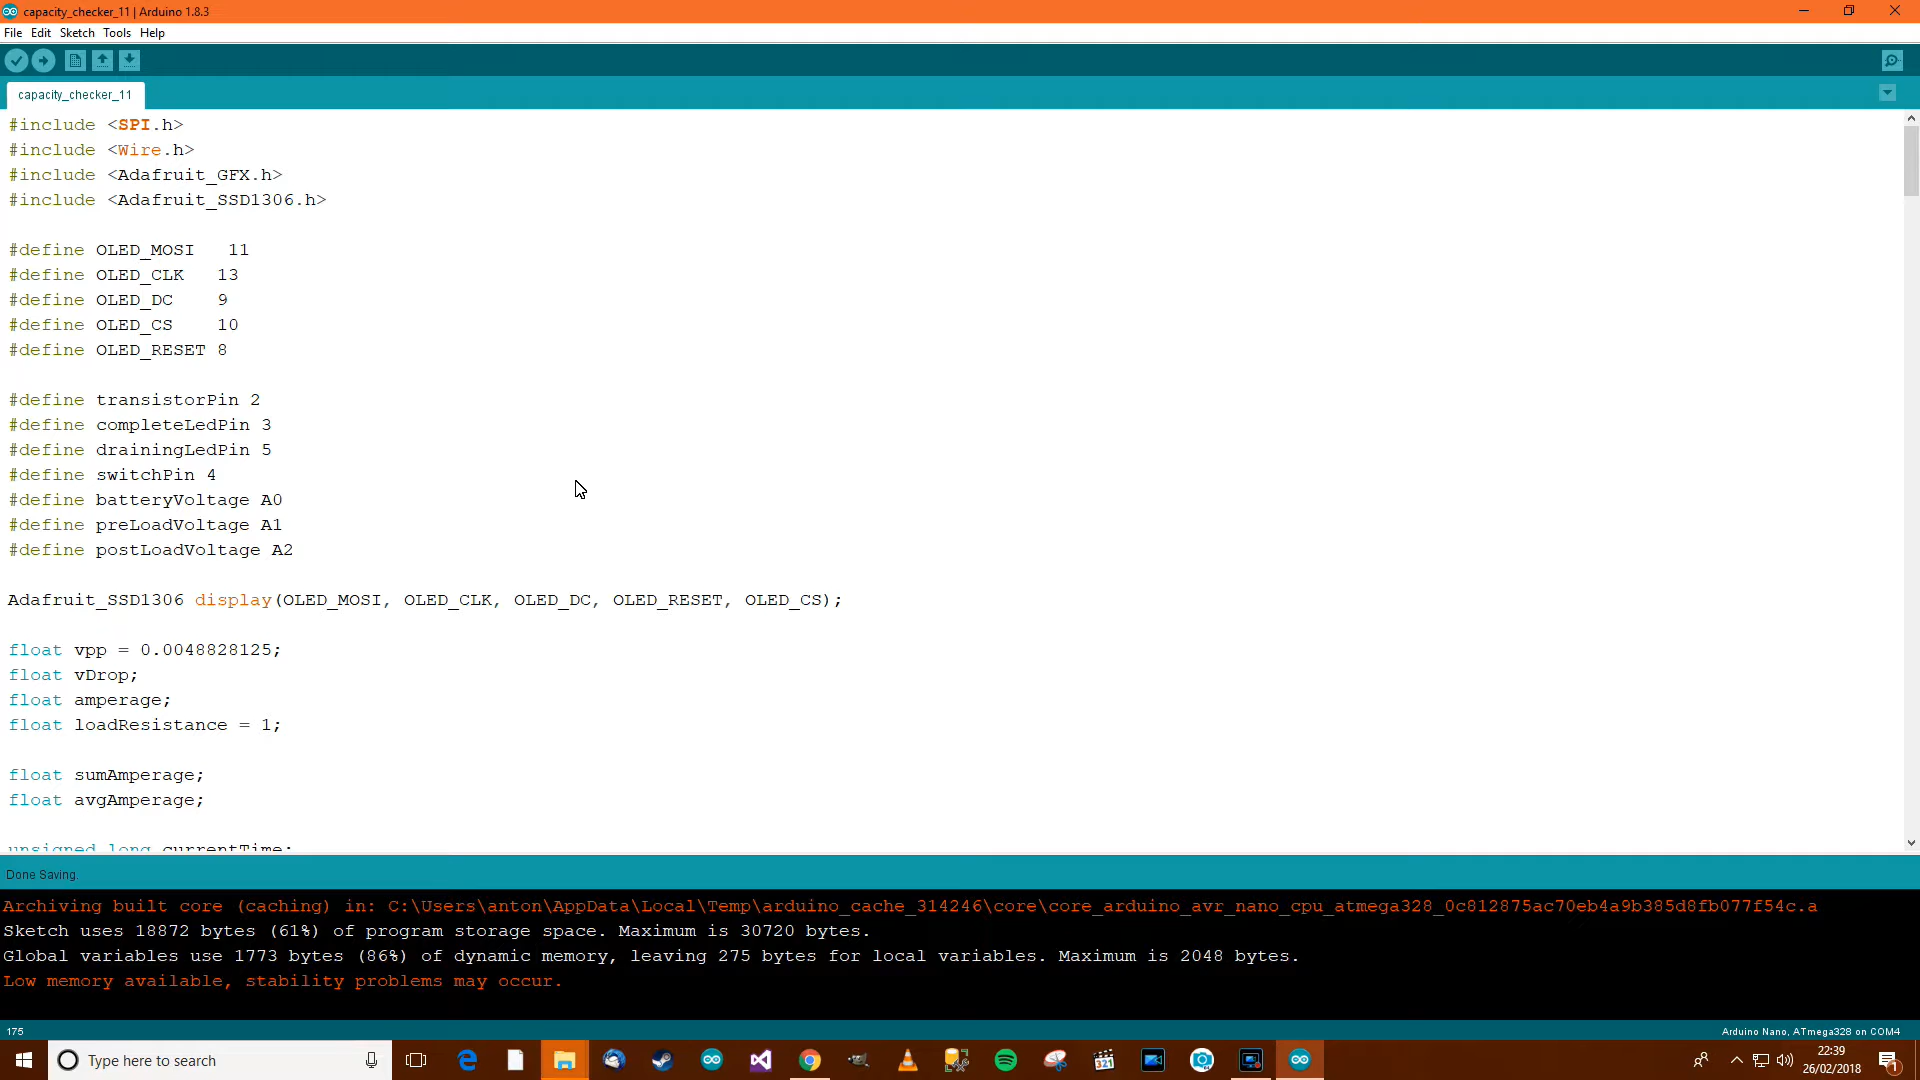 capacity_checker_11 | Arduino 1.8.3
File Edit Sketch Tools Help
capacity_checker_11
#include <SPI.h>
#include <Wire.h>
#include <Adafruit_GFX.h>
#include <Adafruit_SSD1306.h>
#define OLED_MOSI   11
#define OLED_CLK   13
#define OLED_DC    9
#define OLED_CS    10
#define OLED_RESET 8
#define transistorPin 2
#define completeLedPin 3
#define drainingLedPin 5
#define switchPin 4
#define batteryVoltage A0
#define preLoadVoltage A1
#define postLoadVoltage A2
Adafruit_SSD1306 display(OLED_MOSI, OLED_CLK, OLED_DC, OLED_RESET, OLED_CS);
float vpp = 0.0048828125;
float vDrop;
float amperage;
float loadResistance = 1;
float sumAmperage;
float avgAmperage;
unsigned long currentTime;
Done Saving.
Archiving built core (caching) in: C:\Users\anton\AppData\Local\Temp\arduino_cache_314246\core\core_arduino_avr_nano_cpu_atmega328_0c812875ac70eb4a9b385d8fb077f54c.a
Sketch uses 18872 bytes (61%) of program storage space. Maximum is 30720 bytes.
Global variables use 1773 bytes (86%) of dynamic memory, leaving 275 bytes for local variables. Maximum is 2048 bytes.
Low memory available, stability problems may occur.
175
Arduino Nano, ATmega328 on COM4
Type here to search
321
22:39
26/02/2018
1